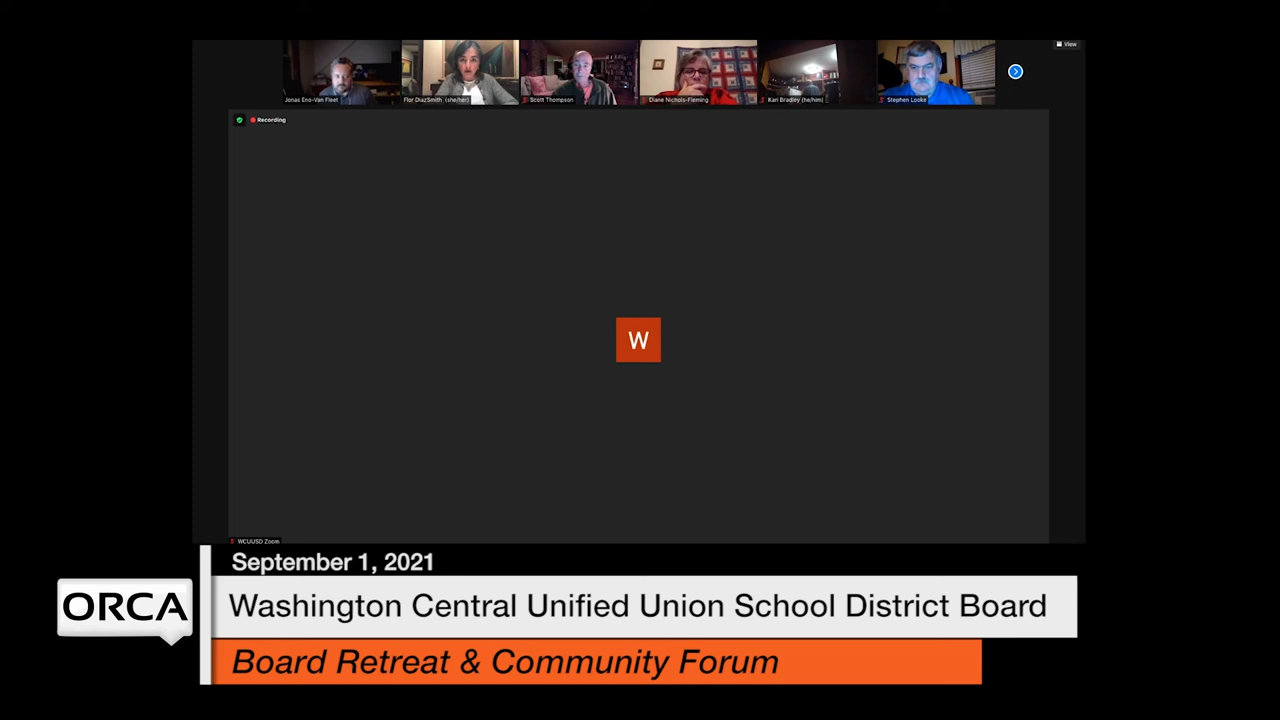 View
Jonas Eno-Van Fleet
Flor DiazSmith (she/her)
Scott Thompson
Diane Nichols-Fleming
Kari Bradley (he/him)
Stephen Looke
Recording
W
WCUUSD Zoom
September 1, 2021
ORCA
Washington Central Unified Union School District Board
Board Retreat & Community Forum